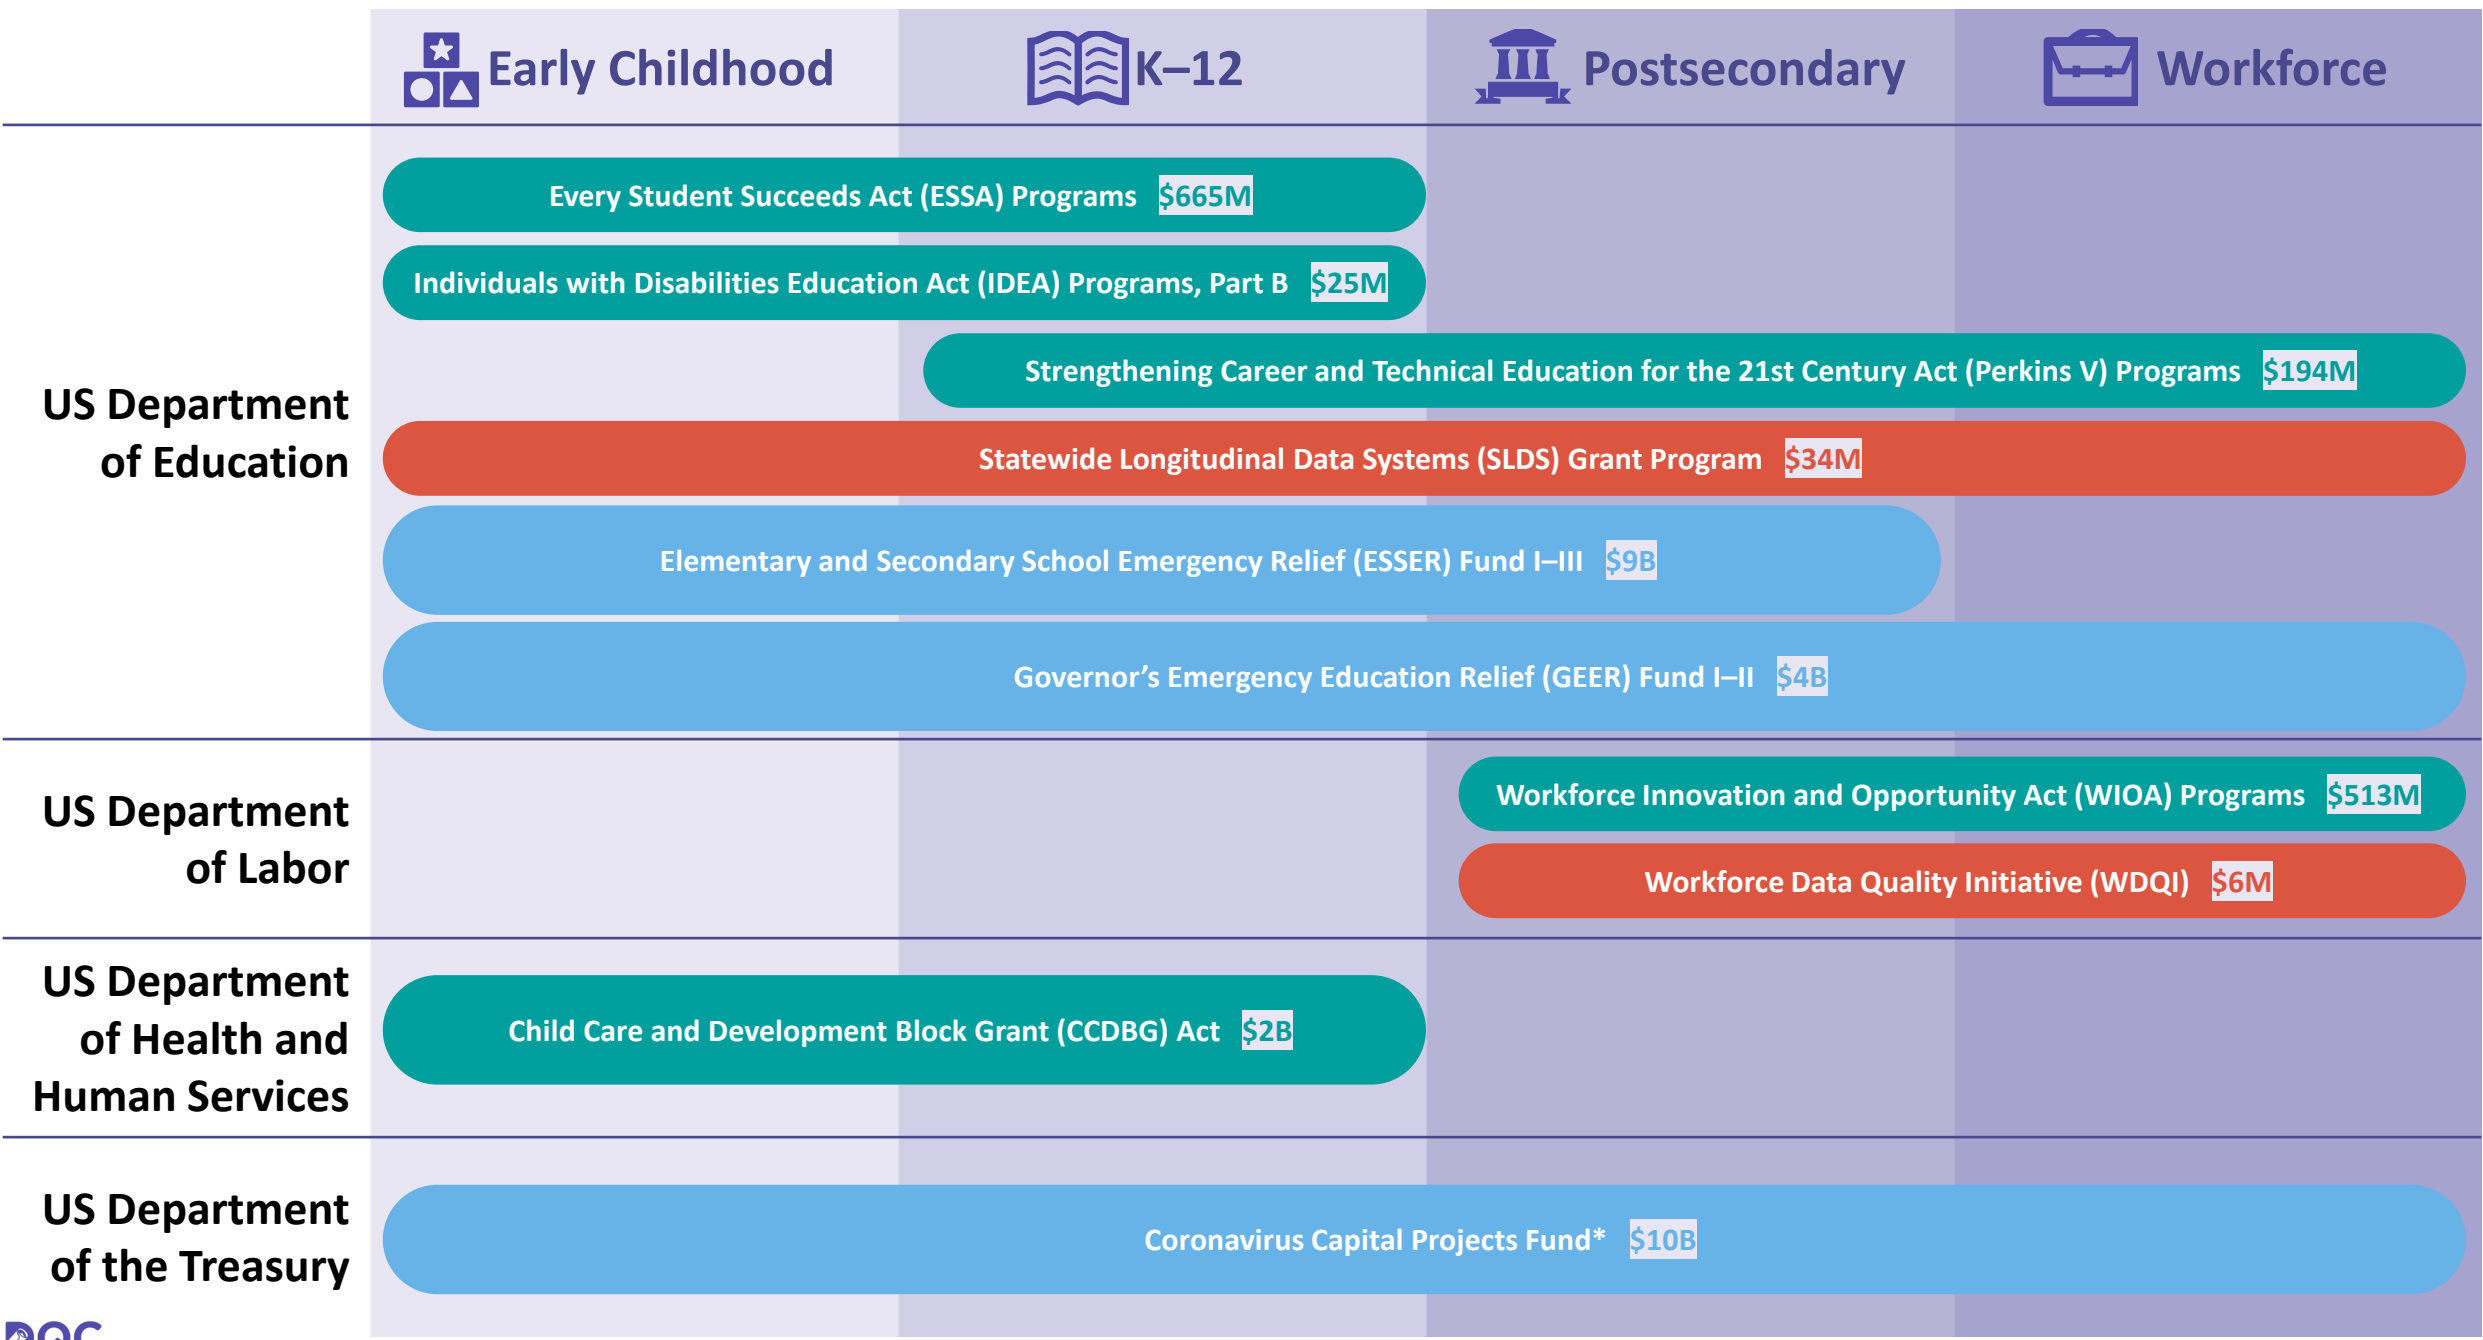 Early Childhood
K–12
Postsecondary
Workforce
US Department
of Education
Every Student Succeeds Act (ESSA) Programs $665M
Individuals with Disabilities Education Act (IDEA) Programs, Part B $25M
Strengthening Career and Technical Education for the 21st Century Act (Perkins V) Programs $194M
Statewide Longitudinal Data Systems (SLDS) Grant Program $34M
Elementary and Secondary School Emergency Relief (ESSER) Fund I–III $9B
Governor’s Emergency Education Relief (GEER) Fund I–II $4B
US Department
of Labor
Workforce Innovation and Opportunity Act (WIOA) Programs $513M
Workforce Data Quality Initiative (WDQI) $6M
US Department
of Health and
Human Services
Child Care and Development Block Grant (CCDBG) Act $2B
US Department
of the Treasury
Coronavirus Capital Projects Fund* $10B
DQC